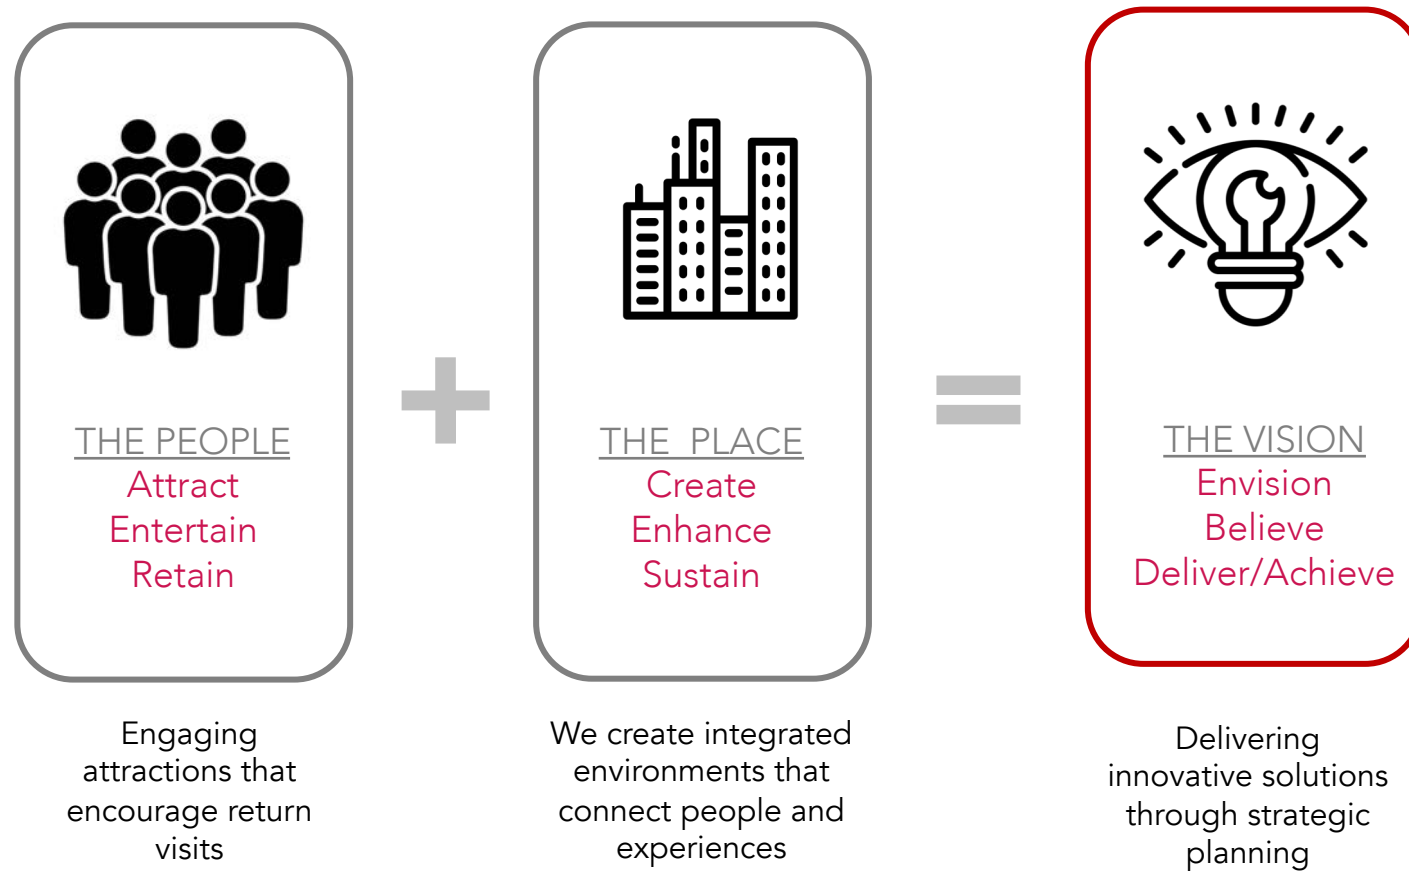 THE PEOPLE
Attract
Entertain
Retain
Engaging
attractions that
encourage return
visits
+
THE PLACE
Create
Enhance
Sustain
We create integrated
environments that
connect people and
experiences
=
THE VISION
Envision
Believe
Deliver/Achieve
Delivering
innovative solutions
through strategic
planning